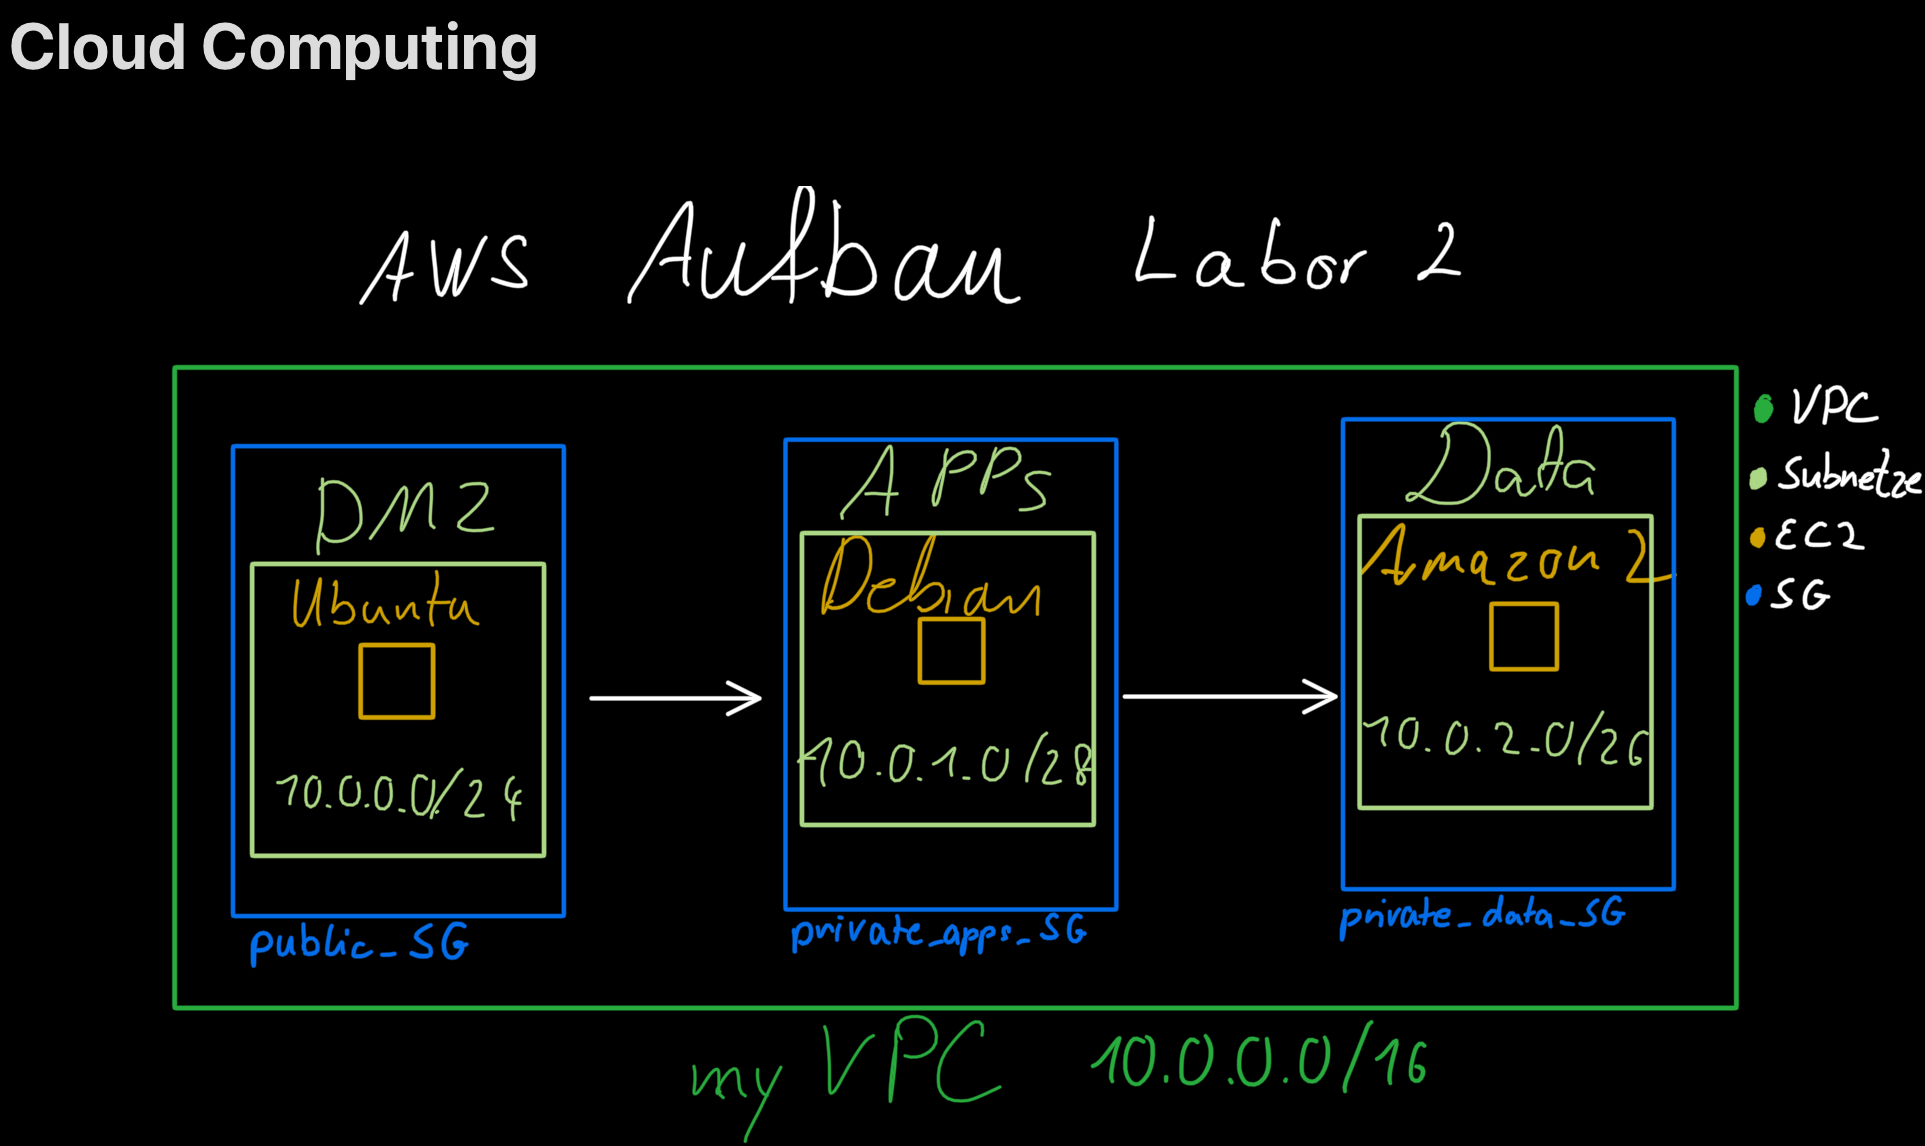 Cloud Computing
AWS Aufbau Labor 2
VPC
Subnetze
EC2
SG
DMZ
Ubuntu
10.0.0.0/24
public_SG
APPs
Debian
10.0.1.0/28
private_apps_SG
Data
Amazon 2
10.0.2.0/26
private_data_SG
my VPC 10.0.0.0/16